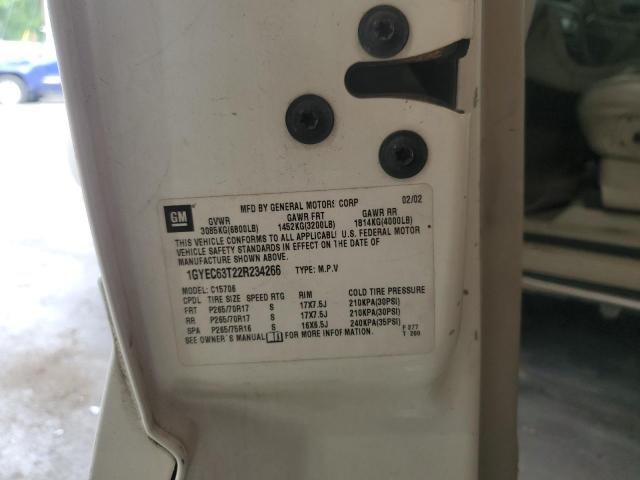 GM
MFD BY GENERAL MOTORS CORP 02/02
GVWR GAWR FRT GAWR RR
3085KG(6800LB) 1452KG(3200LB) 1814KG(4000LB)
THIS VEHICLE CONFORMS TO ALL APPLICABLE U.S. FEDERAL MOTOR
VEHICLE SAFETY STANDARDS IN EFFECT ON THE DATE OF
MANUFACTURE SHOWN ABOVE.
1GYEC63T22R234266 TYPE: M.P.V
MODEL: C15706
CPDL TIRE SIZE SPEED RTG RIM COLD TIRE PRESSURE
FRT P265/70R17 S 17X7.5J 210KPA(30PSI)
RR P265/70R17 S 17X7.5J 210KPA(30PSI)
SPA P265/75R16 S 16X6.5J 240KPA(35PSI)
SEE OWNER'S MANUAL FOR MORE INFORMATION.
F 277
T 260